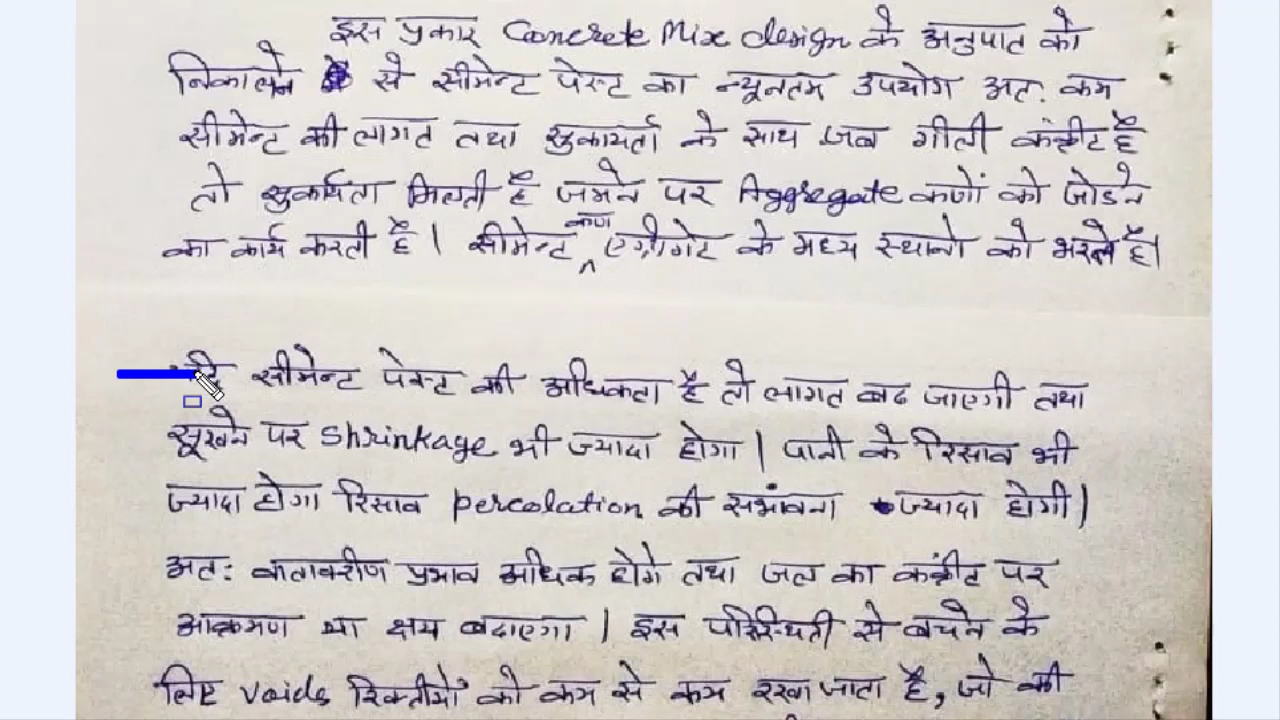 इस प्रकार Concrete Mix design के अनुपात को
निकालने से सीमेन्ट पेस्ट का न्यूनतम उपयोग अतः कम
सीमेन्ट की लागत तथा सुकार्यता के साथ जब गीली कंक्रीट है
तो सुकार्यता मिलती है जमने पर Aggregate कणों को जोडने
का कार्य करती है । सीमेन्ट कण एग्रीगेट के मध्य स्थानो को भरते है।
यदि सीमेन्ट पेस्ट की अधिकता है तो लागत बढ जाएगी तथा
सूखने पर shrinkage भी ज्यादा होगा । पानी के रिसाव भी
ज्यादा होगा रिसाव percolation की संभावना ज्यादा होगी ।
अतः वातावरीण प्रभाव अधिक होगे तथा जल का कंक्रीट पर
आक्रमण या क्षय बढाएगा । इस परिस्थिती से बचने के
लिए voids रिक्तीयों को कम से कम रखा जाता है, जो की